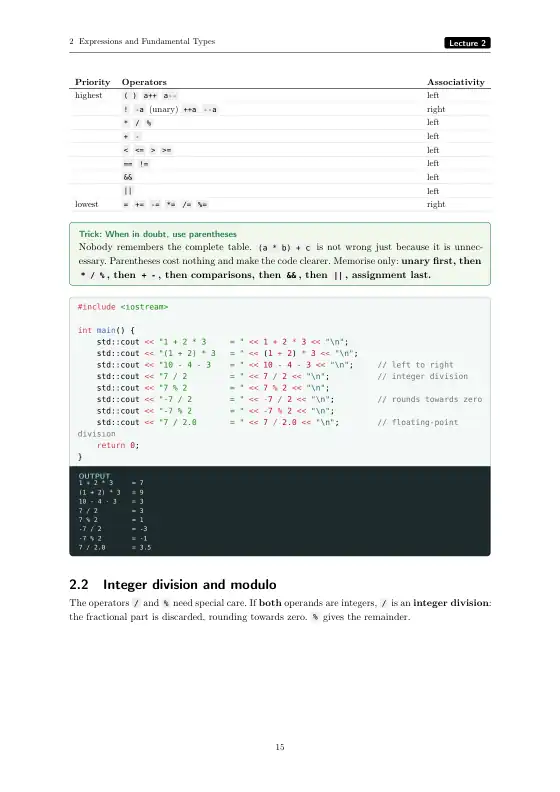 2 Expressions and Fundamental Types
Lecture 2
Priority Operators Associativity
highest ( ) a++ a-- left
! -a (unary) ++a --a right
* / % left
+ - left
< <= > >= left
== != left
&& left
|| left
lowest = += -= *= /= %= right
Trick: When in doubt, use parentheses
Nobody remembers the complete table. (a * b) + c is not wrong just because it is unnec-
essary. Parentheses cost nothing and make the code clearer. Memorise only: unary first, then
* / %, then + -, then comparisons, then &&, then ||, assignment last.
#include <iostream>
int main() {
    std::cout << "1 + 2 * 3     = " << 1 + 2 * 3 << "\n";
    std::cout << "(1 + 2) * 3   = " << (1 + 2) * 3 << "\n";
    std::cout << "10 - 4 - 3    = " << 10 - 4 - 3 << "\n";     // left to right
    std::cout << "7 / 2         = " << 7 / 2 << "\n";          // integer division
    std::cout << "7 % 2         = " << 7 % 2 << "\n";
    std::cout << "-7 / 2        = " << -7 / 2 << "\n";         // rounds towards zero
    std::cout << "-7 % 2        = " << -7 % 2 << "\n";
    std::cout << "7 / 2.0       = " << 7 / 2.0 << "\n";        // floating-point
division
    return 0;
}
OUTPUT
1 + 2 * 3     = 7
(1 + 2) * 3   = 9
10 - 4 - 3    = 3
7 / 2         = 3
7 % 2         = 1
-7 / 2        = -3
-7 % 2        = -1
7 / 2.0       = 3.5
2.2 Integer division and modulo
The operators / and % need special care. If both operands are integers, / is an integer division:
the fractional part is discarded, rounding towards zero. % gives the remainder.
15